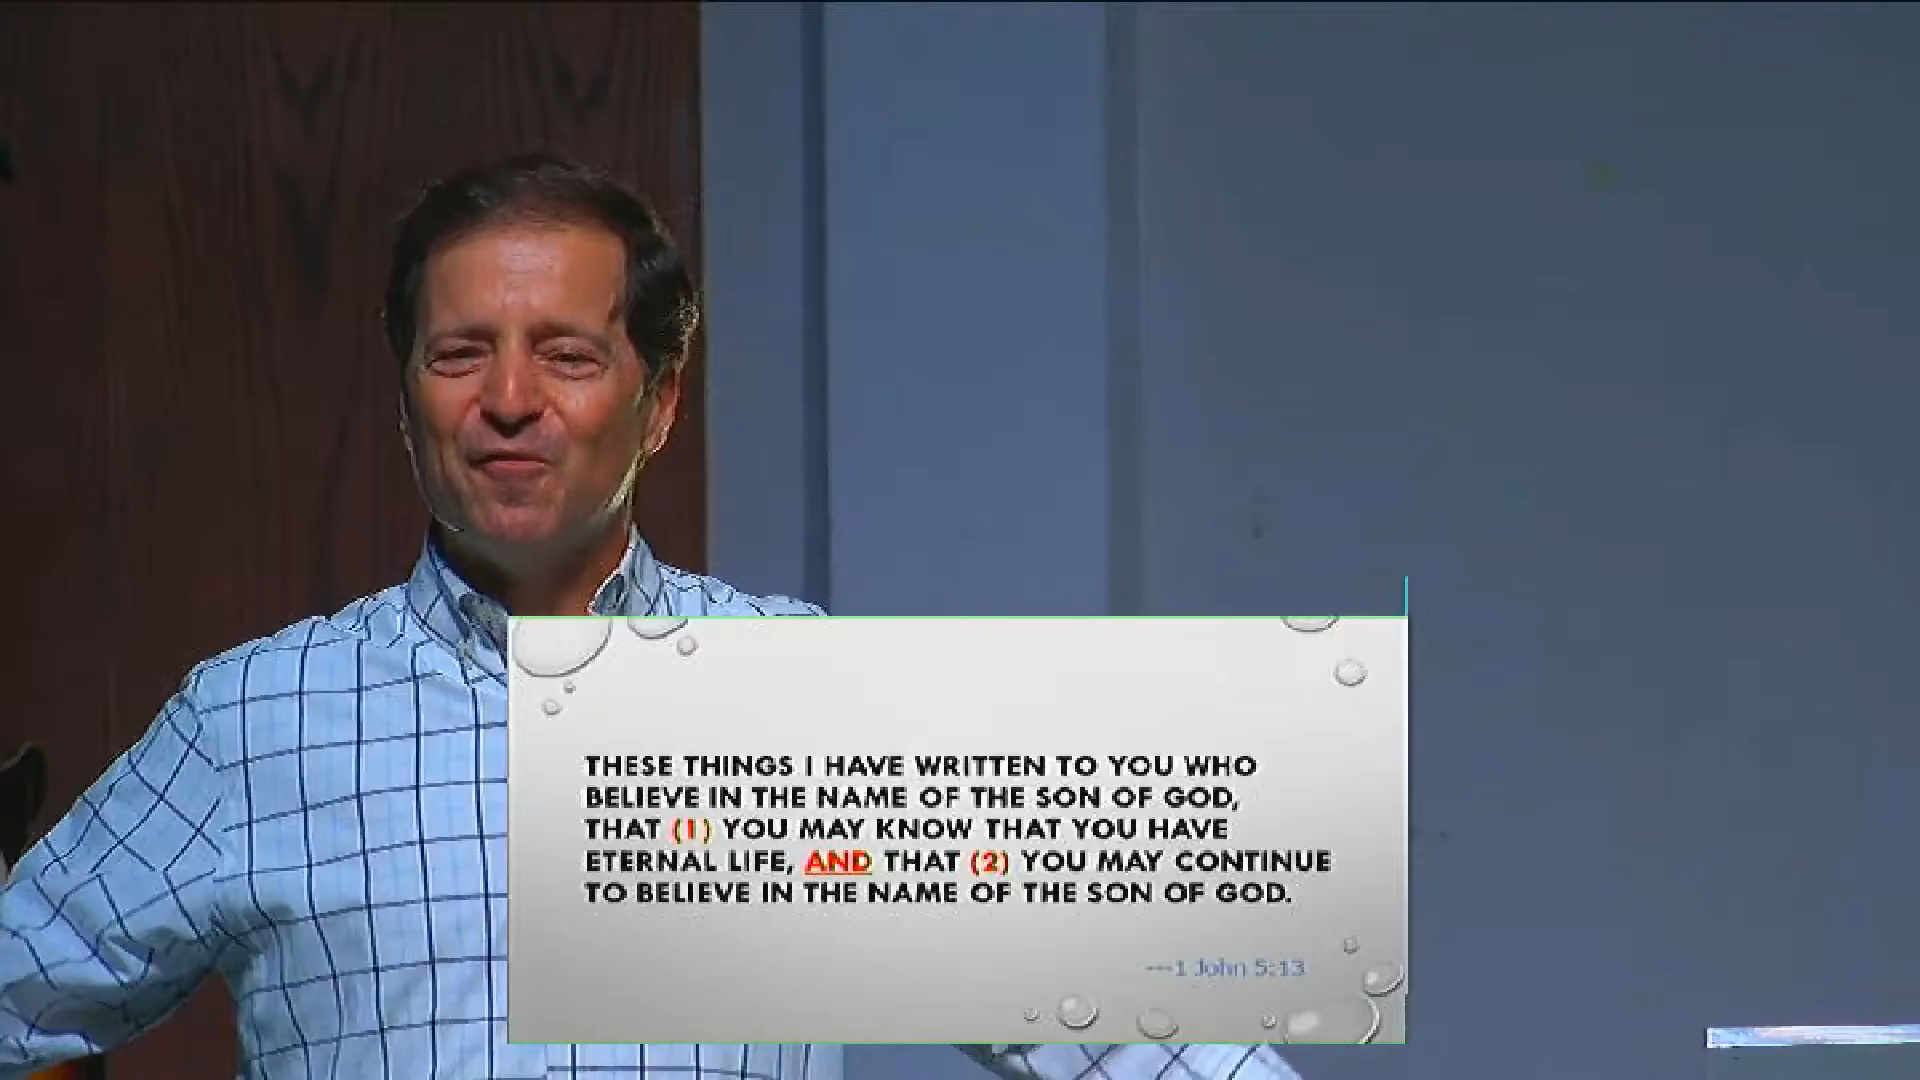 THESE THINGS I HAVE WRITTEN TO YOU WHO
BELIEVE IN THE NAME OF THE SON OF GOD,
THAT (1) YOU MAY KNOW THAT YOU HAVE
ETERNAL LIFE, AND THAT (2) YOU MAY CONTINUE
TO BELIEVE IN THE NAME OF THE SON OF GOD.
---1 John 5:13